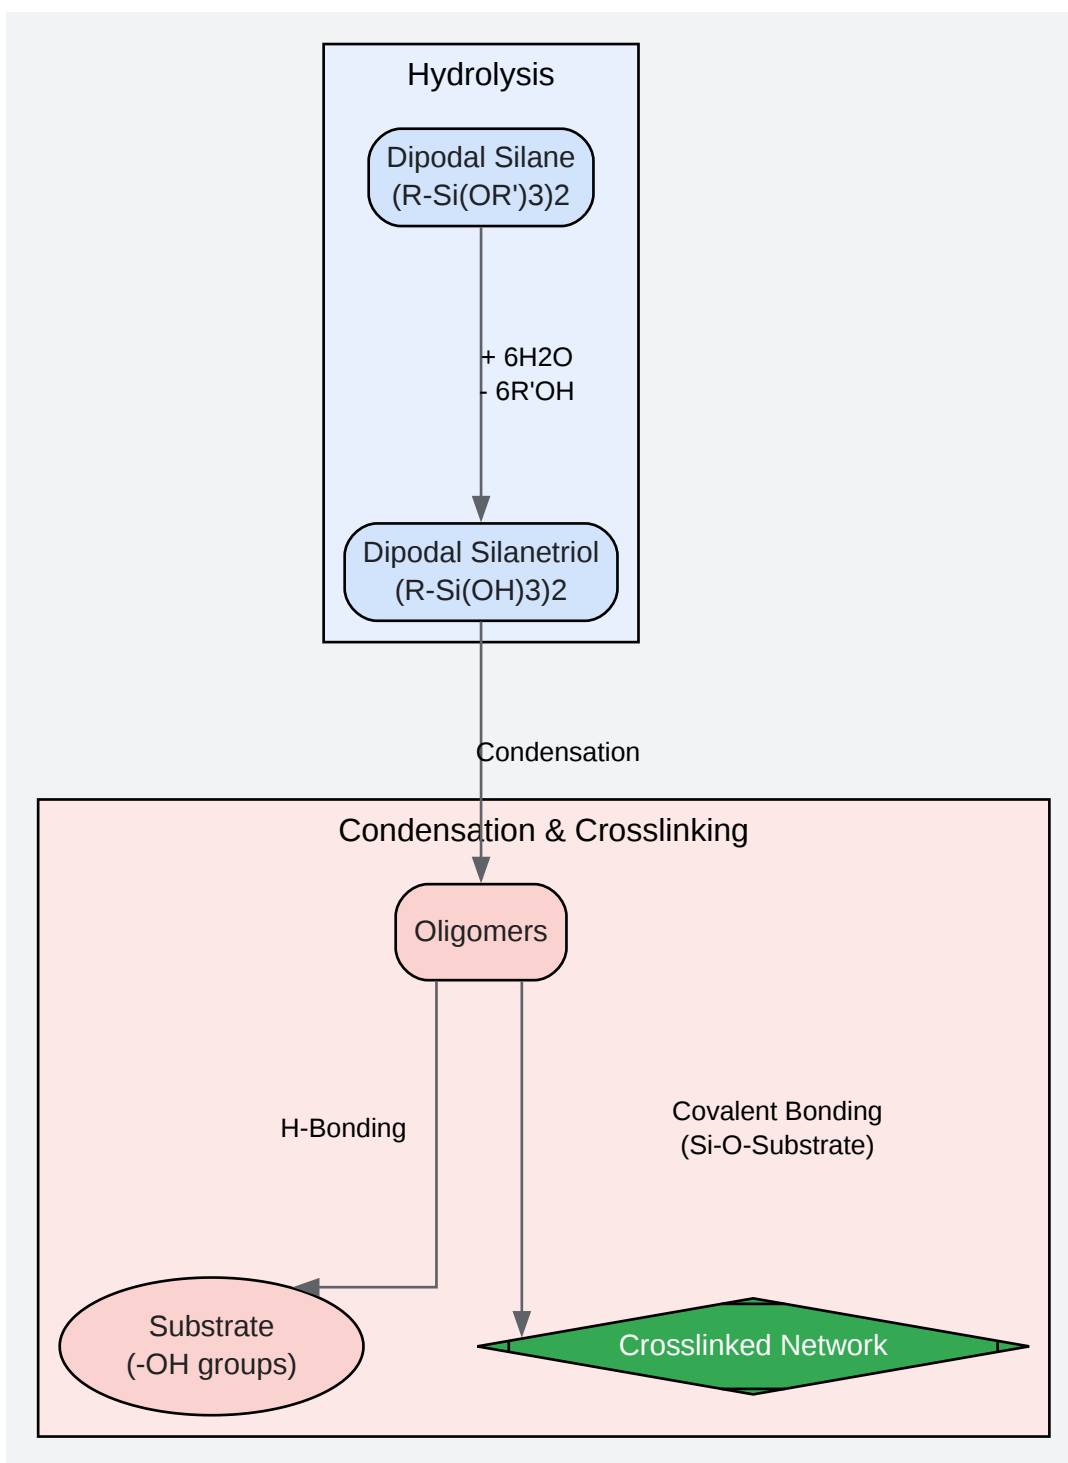 Hydrolysis
Dipodal Silane
(R-Si(OR')3)2
+ 6H2O
- 6R'OH
Dipodal Silanetriol
(R-Si(OH)3)2
Condensation
Condensation & Crosslinking
Oligomers
H-Bonding
Covalent Bonding
(Si-O-Substrate)
Substrate
(-OH groups)
Crosslinked Network